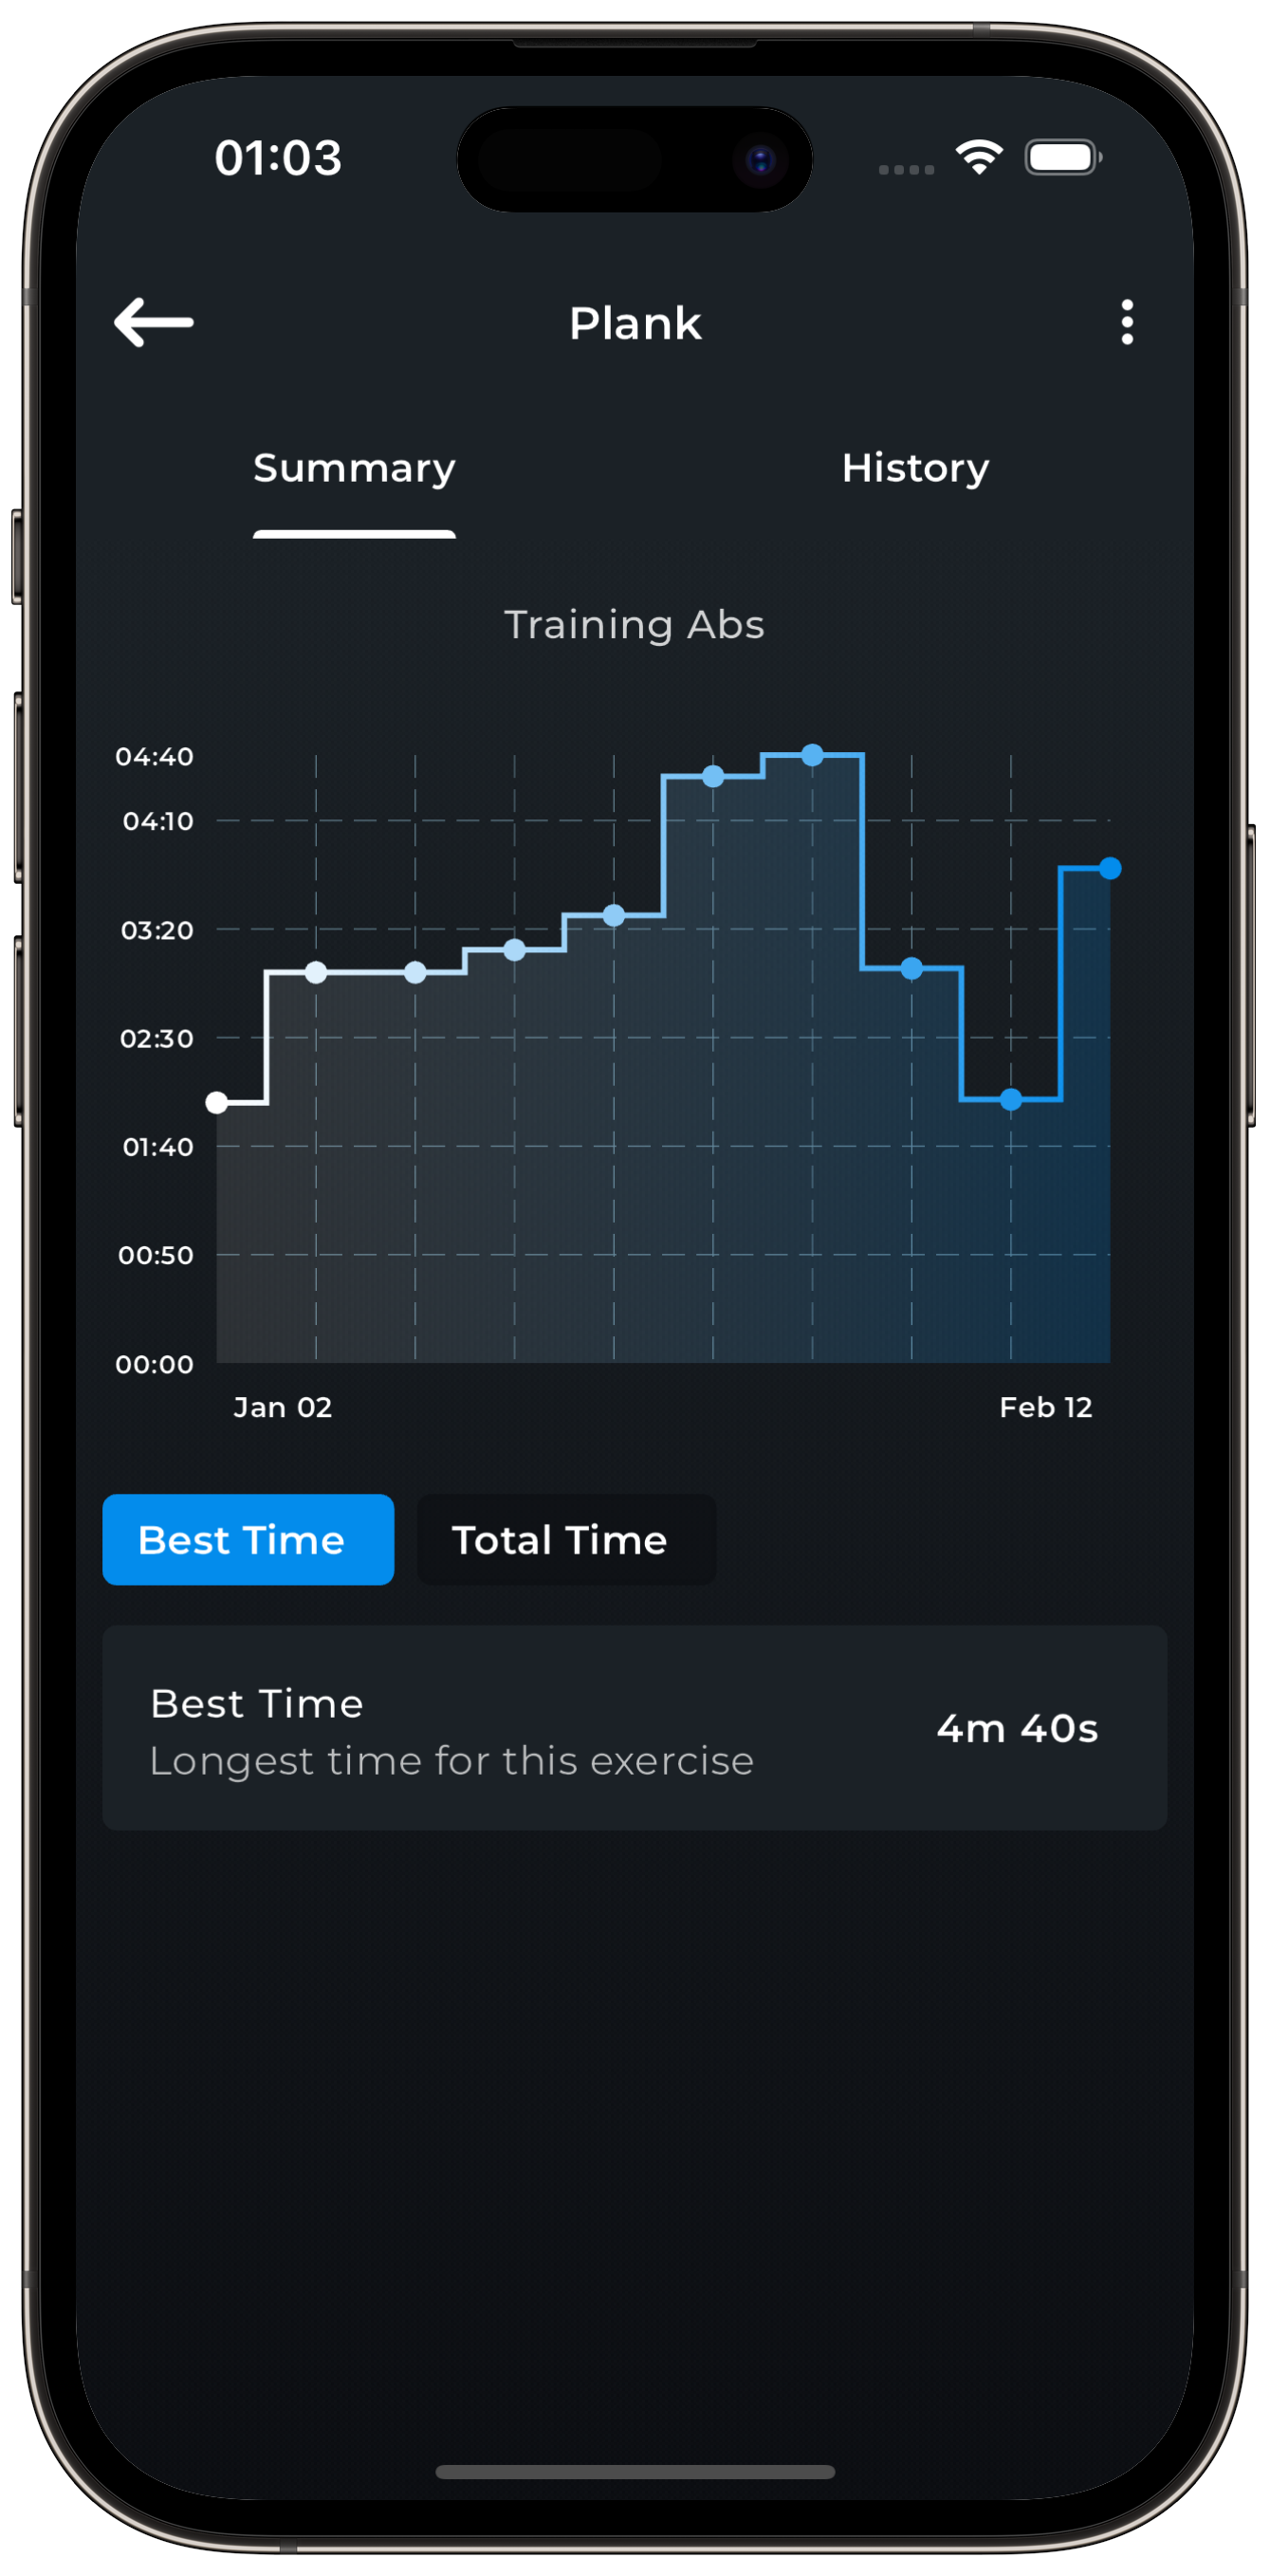 01:03
Plank
Summary
History
Training Abs
04:40
04:10
03:20
02:30
01:40
00:50
00:00
Jan 02
Feb 12
Best Time
Total Time
Best Time
Longest time for this exercise
4m 40s